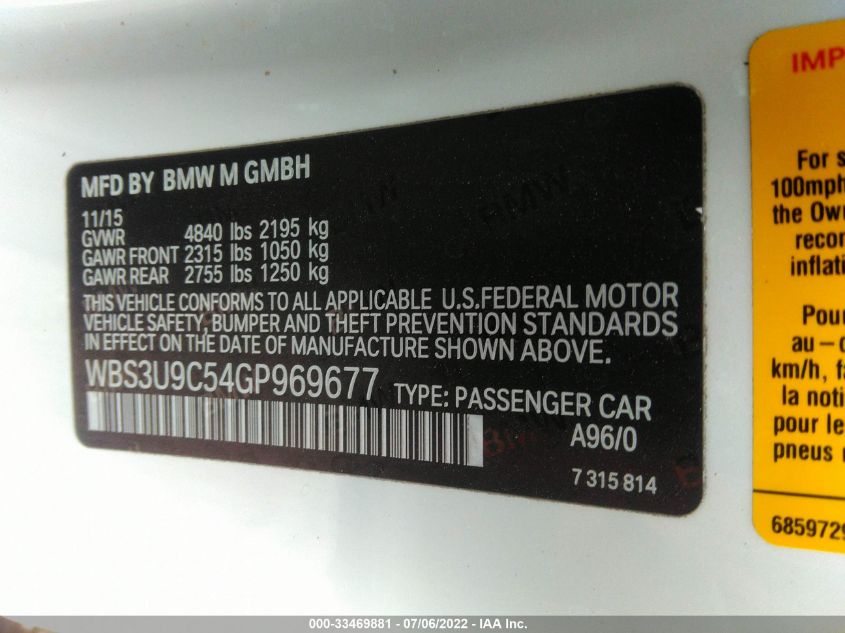 MFD BY BMW M GMBH
11/15
GVWR 4840 lbs 2195 kg
GAWR FRONT 2315 lbs 1050 kg
GAWR REAR 2755 lbs 1250 kg
THIS VEHICLE CONFORMS TO ALL APPLICABLE U.S.FEDERAL MOTOR
VEHICLE SAFETY, BUMPER AND THEFT PREVENTION STANDARDS
IN EFFECT ON THE DATE OF MANUFACTURE SHOWN ABOVE.
WBS3U9C54GP969677 TYPE: PASSENGER CAR
A96/0
7 315 814
IMP
For s
100mph
the Own
recor
inflati
Pour
au-
km/h, f
la noti
pour le
pneus
6859729
000-33469881 - 07/06/2022 - IAA Inc.